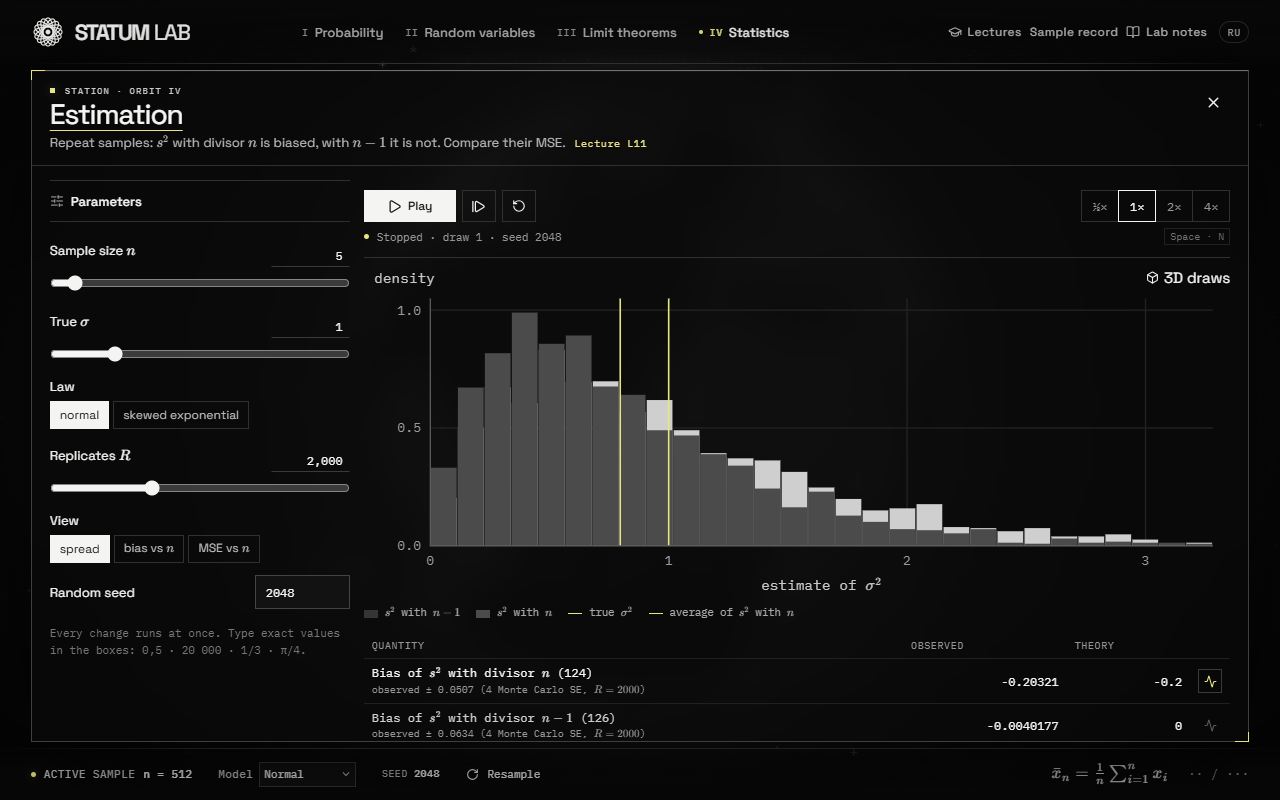 STATUM LAB
I Probability
II Random variables
III Limit theorems
IV Statistics
Lectures
Sample record
Lab notes
RU
STATION · ORBIT IV
Estimation
Repeat samples: s² with divisor n is biased, with n − 1 it is not. Compare their MSE. Lecture L11
Parameters
Sample size n
5
True σ
1
Law
normal
skewed exponential
Replicates R
2,000
View
spread
bias vs n
MSE vs n
Random seed
2048
Every change runs at once. Type exact values
in the boxes: 0,5 · 20 000 · 1/3 · π/4.
Play
½×
1×
2×
4×
Stopped · draw 1 · seed 2048
Space · N
density
3D draws
1.0
0.5
0.0
0
1
2
3
estimate of σ²
s² with n − 1
s² with n
true σ²
average of s² with n
QUANTITY
OBSERVED
THEORY
Bias of s² with divisor n (124)
observed ± 0.0507 (4 Monte Carlo SE, R = 2000)
-0.20321
-0.2
Bias of s² with divisor n − 1 (126)
observed ± 0.0634 (4 Monte Carlo SE, R = 2000)
-0.0040177
0
ACTIVE SAMPLE n = 512
Model
Normal
SEED 2048
Resample
x̄ₙ = 1/n ∑ⁿᵢ₌₁ xᵢ
·· / ···